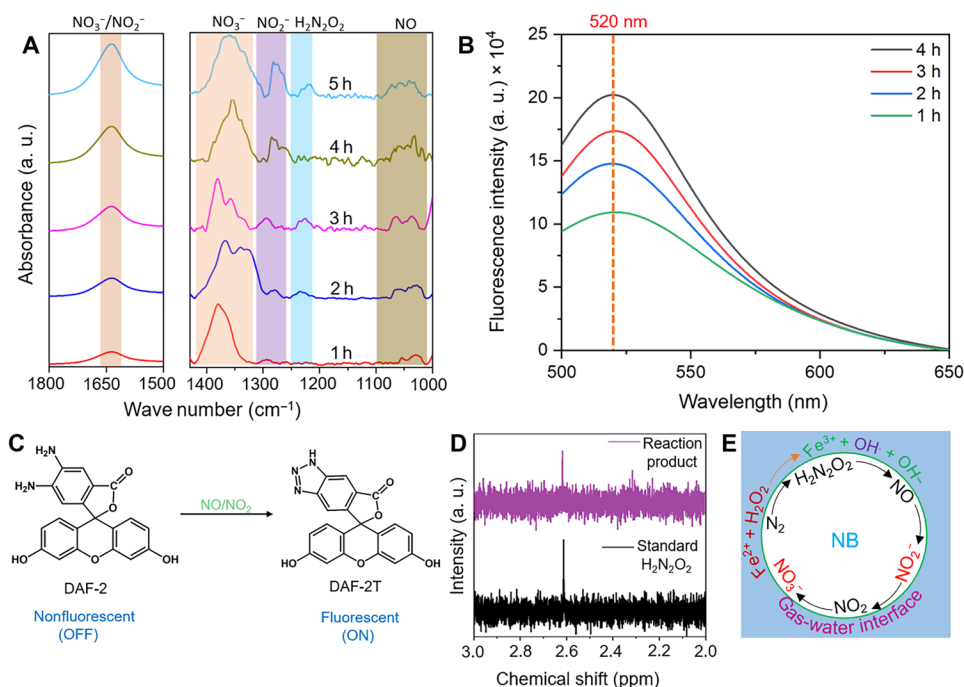 A
NO₃⁻/NO₂⁻
NO₃⁻
NO₂⁻
H₂N₂O₂
NO
5 h
4 h
3 h
2 h
1 h
Absorbance (a. u.)
1800 1650 1500
1400 1300 1200 1100 1000
Wave number (cm⁻¹)
B
520 nm
4 h
3 h
2 h
1 h
Fluorescence intensity (a. u.) × 10⁴
25
20
15
10
5
0
500 550 600 650
Wavelength (nm)
C
H₂N
H₂N
O
O
HO
O
OH
DAF-2
Nonfluorescent
(OFF)
NO/NO₂
H
N
N
N
O
O
HO
O
OH
DAF-2T
Fluorescent
(ON)
D
Reaction
product
Standard
H₂N₂O₂
Intensity (a. u.)
3.0 2.8 2.6 2.4 2.2 2.0
Chemical shift (ppm)
E
Fe²⁺ + H₂O₂
Fe³⁺ + OH· + OH⁻
N₂
H₂N₂O₂
NO
NO₂⁻
NO₂
NO₃⁻
NB
Gas-water interface